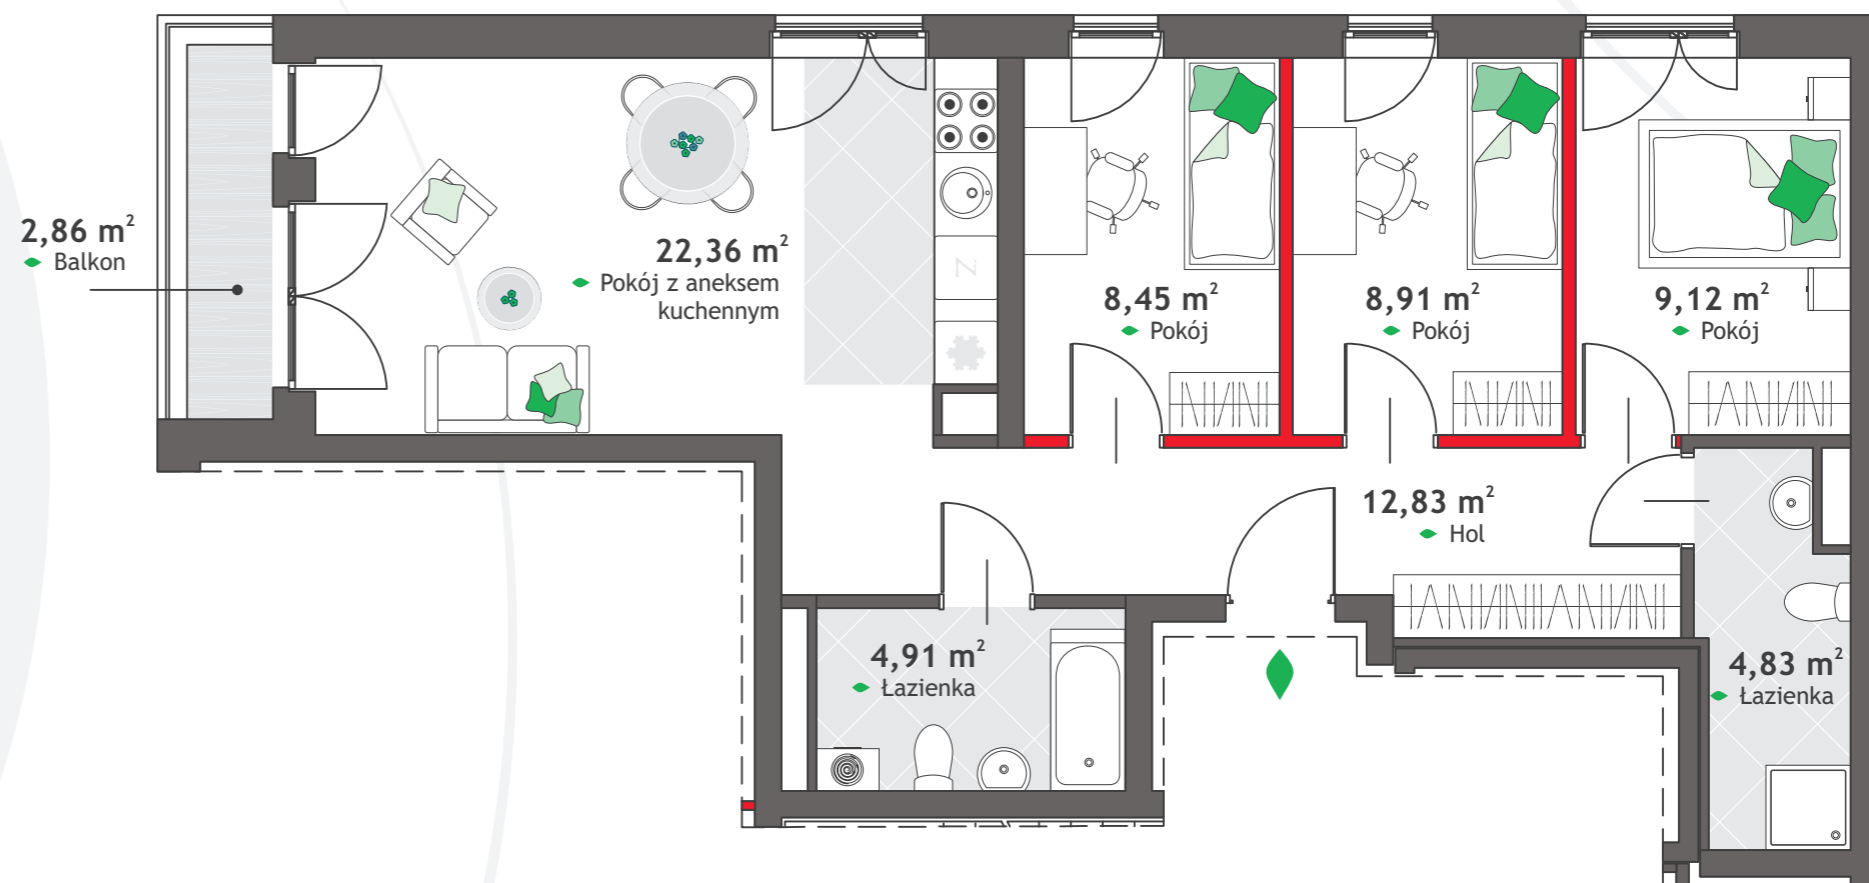 2,86 m²
Balkon
22,36 m²
Pokój z aneksem
kuchennym
N
8,45 m²
Pokój
8,91 m²
Pokój
9,12 m²
Pokój
12,83 m²
Hol
4,91 m²
Łazienka
4,83 m²
Łazienka